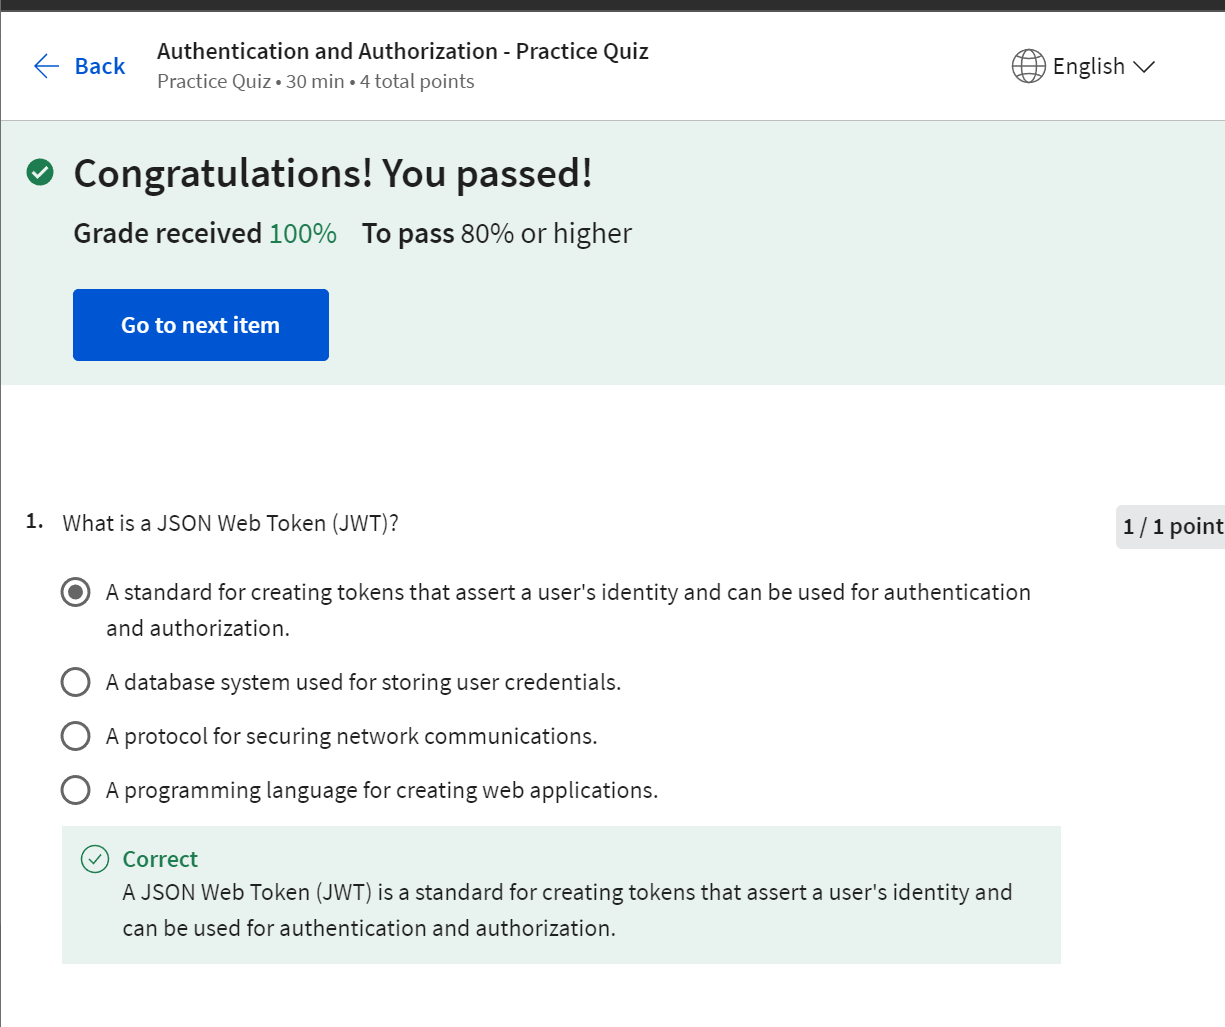 Back
Authentication and Authorization - Practice Quiz
Practice Quiz • 30 min • 4 total points
English
Congratulations! You passed!
Grade received 100% To pass 80% or higher
Go to next item
1. What is a JSON Web Token (JWT)?
1 / 1 point
A standard for creating tokens that assert a user's identity and can be used for authentication
and authorization.
A database system used for storing user credentials.
A protocol for securing network communications.
A programming language for creating web applications.
Correct
A JSON Web Token (JWT) is a standard for creating tokens that assert a user's identity and
can be used for authentication and authorization.